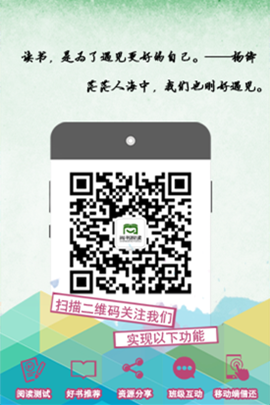 读书，是为了遇见更好的自己。——杨绛
茫茫人海中，我们也刚好遇见。
扫描二维码关注我们
实现以下功能
阅读测试 好书推荐 资源分享 班级互动 移动端借还